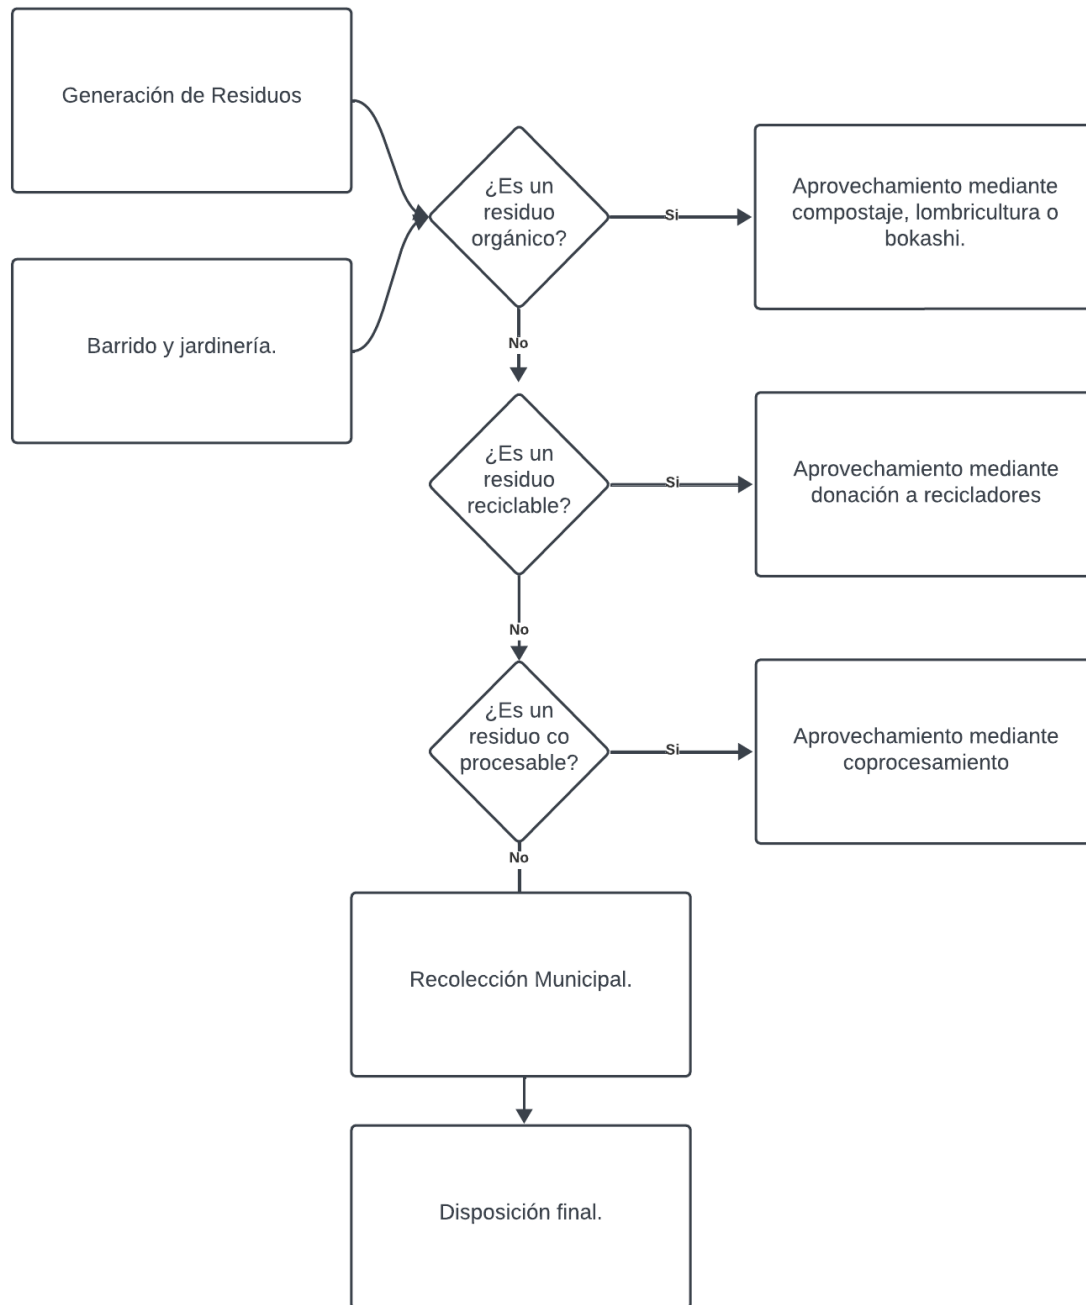 Generación de Residuos
Barrido y jardinería.
¿Es un
residuo
orgánico?
Si
Aprovechamiento mediante
compostaje, lombricultura o
bokashi.
No
¿Es un
residuo
reciclable?
Si
Aprovechamiento mediante
donación a recicladores
No
¿Es un
residuo co
procesable?
Si
Aprovechamiento mediante
coprocesamiento
No
Recolección Municipal.
Disposición final.